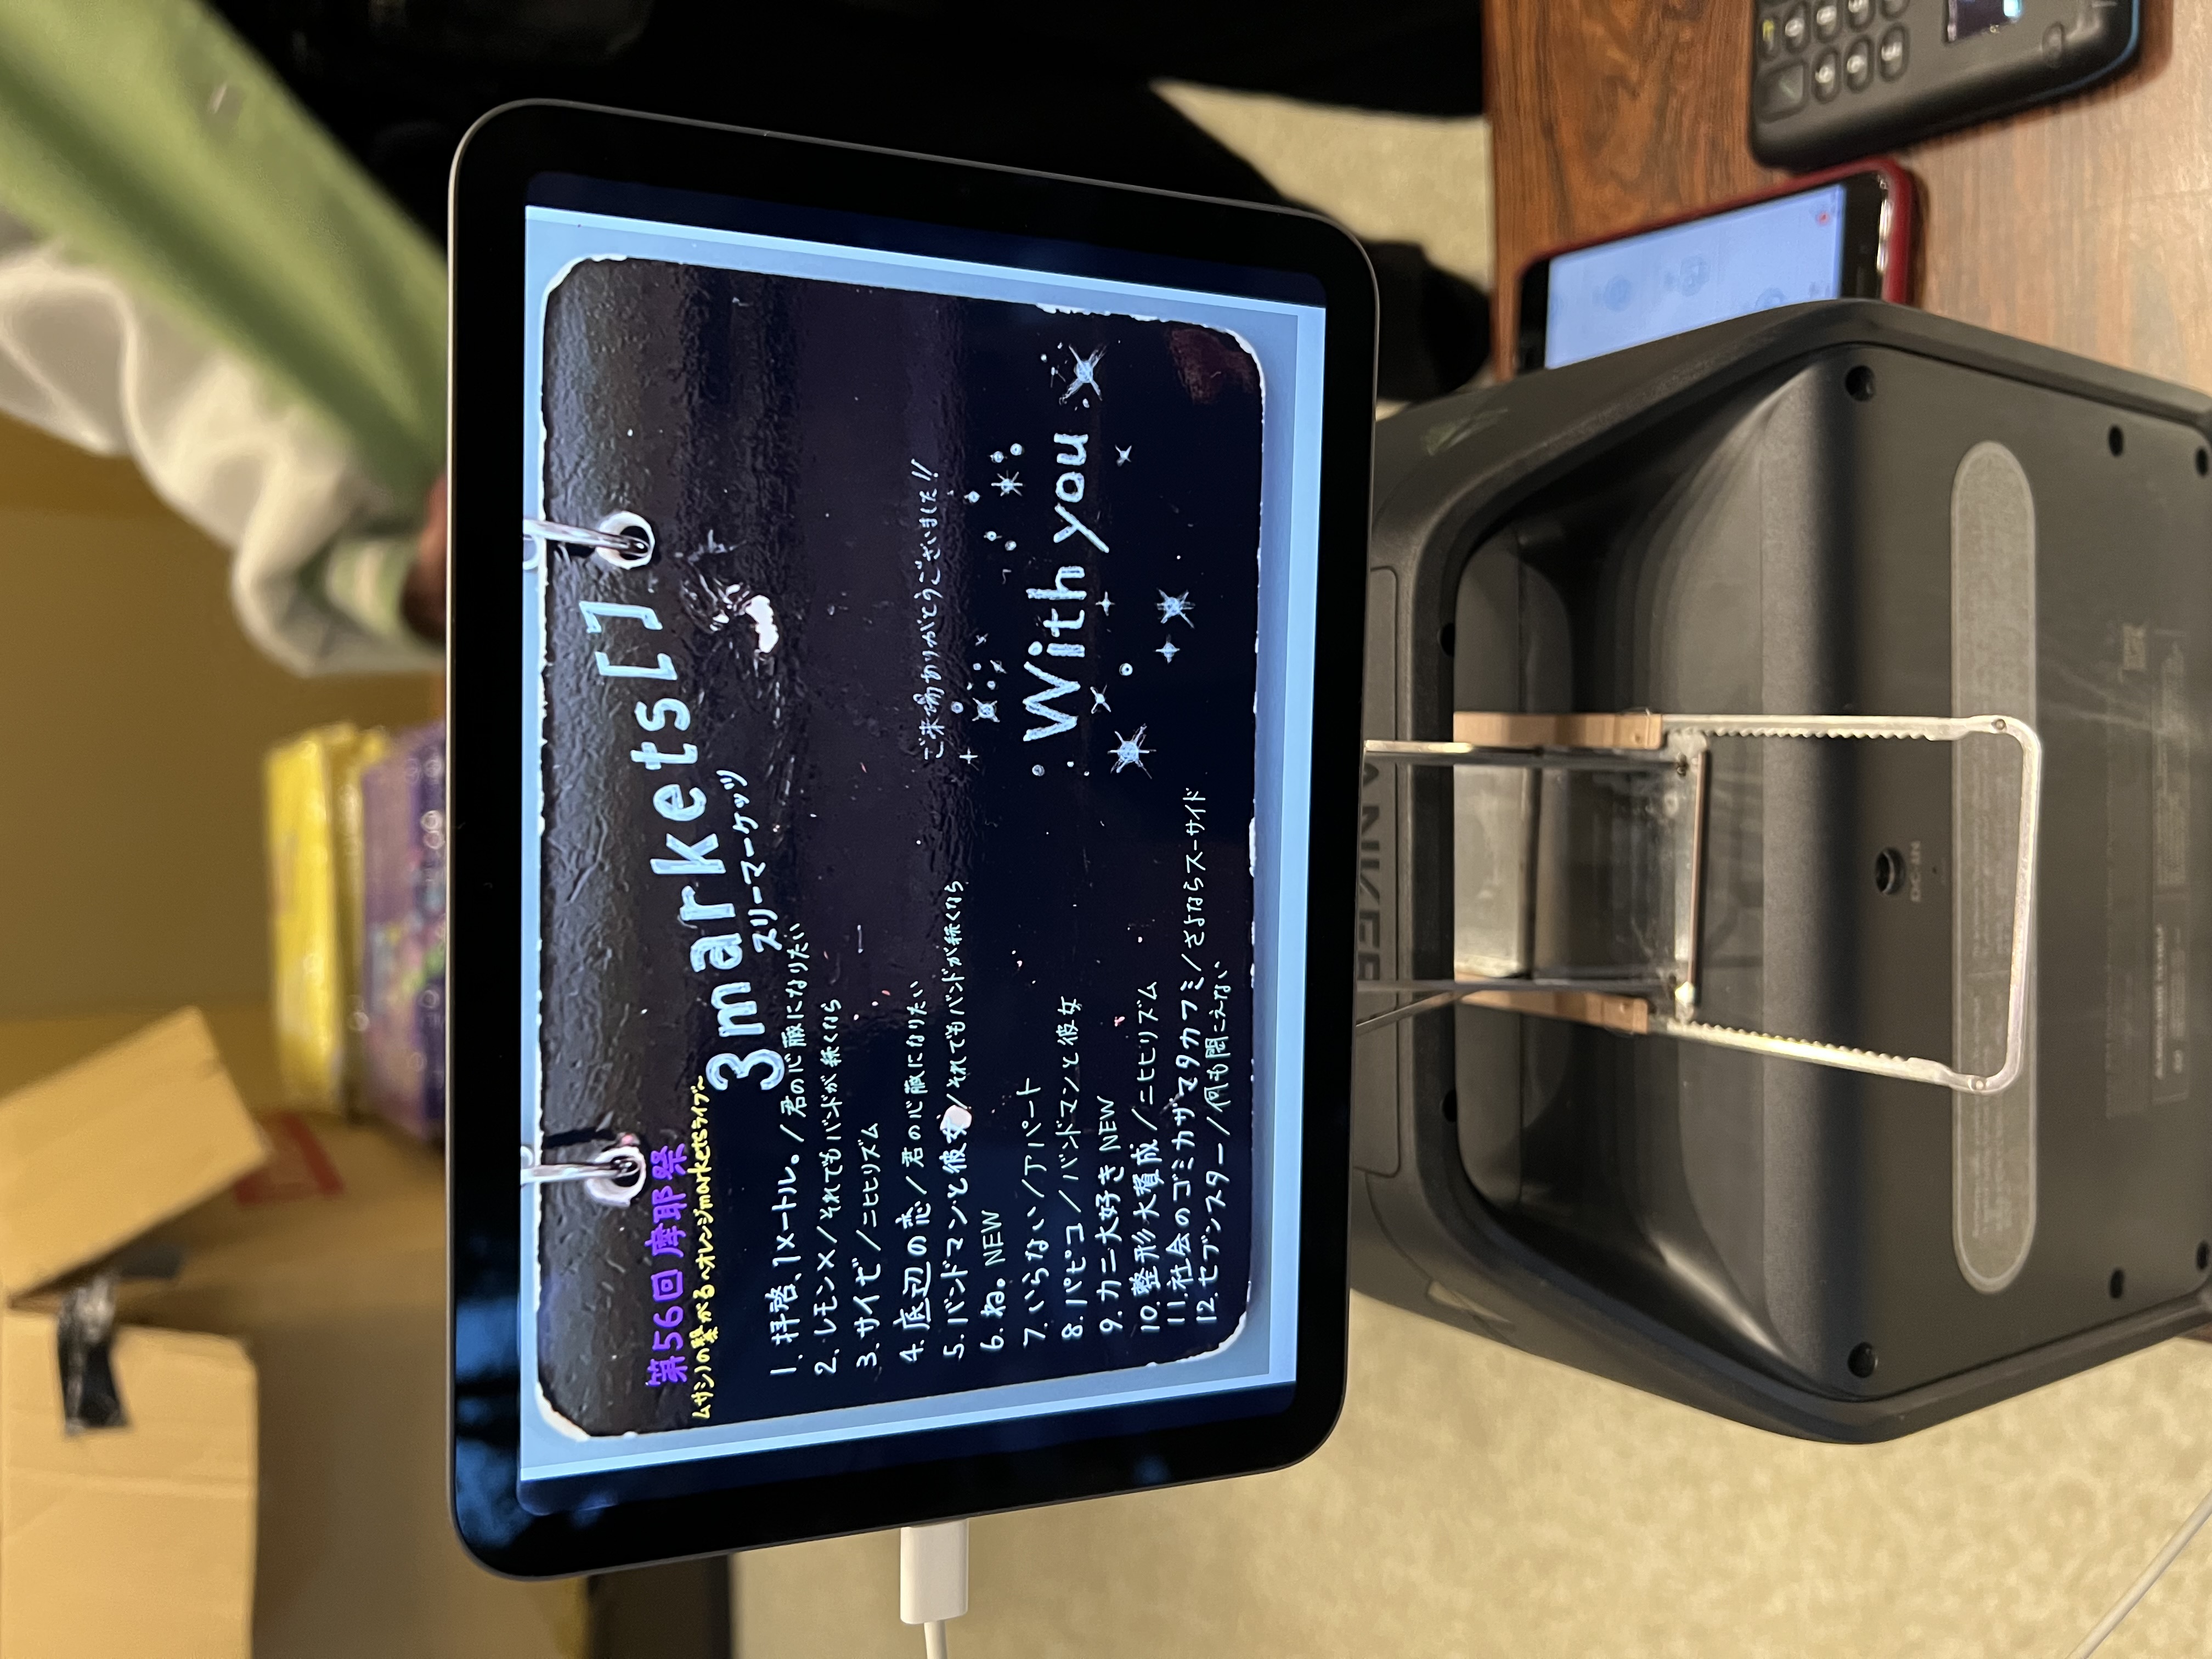 第56回 摩耶祭
ムサシノの繋がる〜オレンジmarketsライブ〜
3markets[ ]
スリーマーケッツ
1. 拝啓、1メートル。/君の心臓になりたい
2. レモン×/それでもバンドが続くなら
3. サイゼ/ニヒヒリズム
4. 底辺の恋/君の心臓になりたい
5. バンドマンと彼女/それでもバンドが続くなら
6. ね。NEW
7. いらない/アパート
8. パピコ/バンドマンと彼女
9. カニ大好き NEW
10. 整形大賛成/ニヒヒリズム
11. 社会のゴミカザマタカフミ/さよならスーサイド
12. セブンスター/何も聞こえない
ご来場ありがとうございました!!
With you
DC-IN